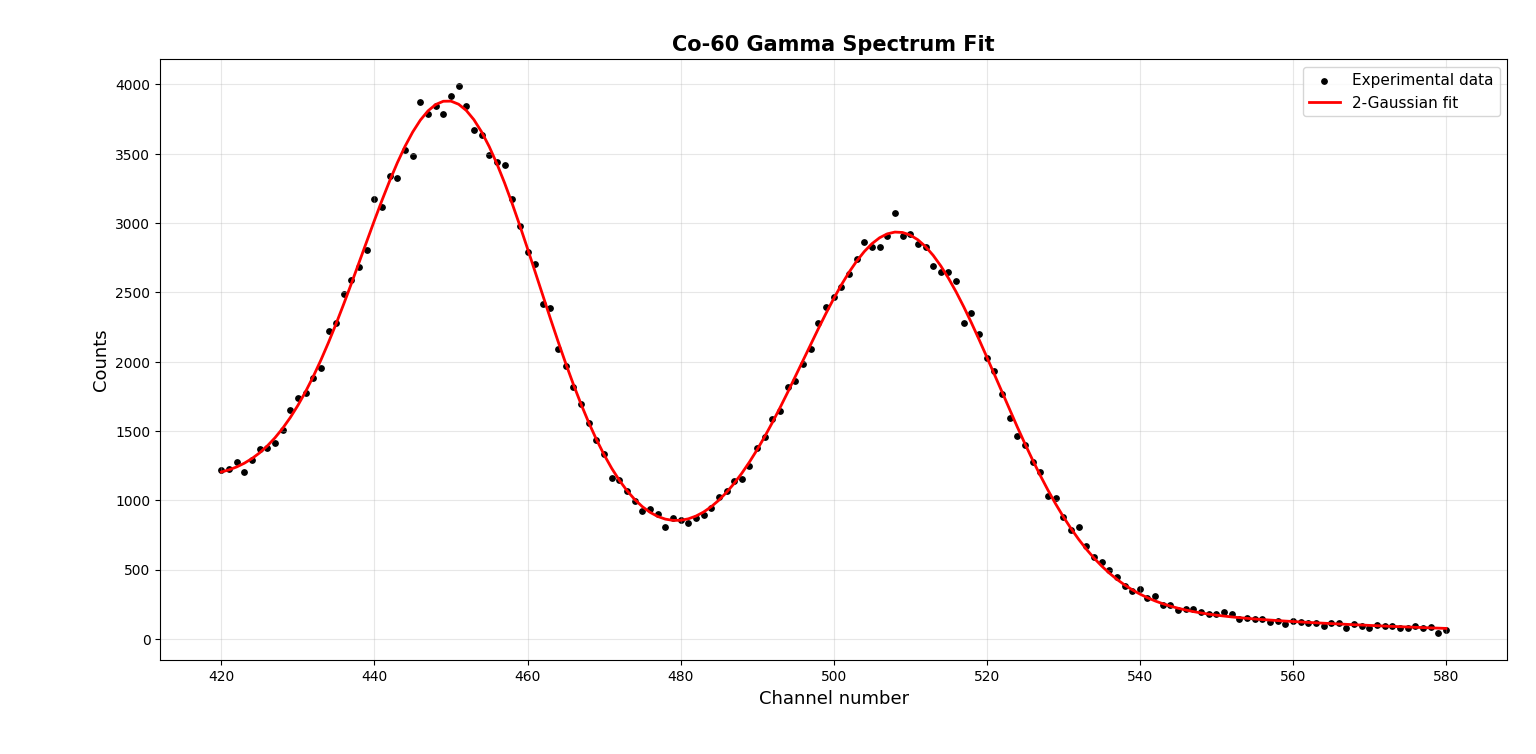 Co-60 Gamma Spectrum Fit
Experimental data
2-Gaussian fit
Counts
4000
3500
3000
2500
2000
1500
1000
500
0
420 440 460 480 500 520 540 560 580
Channel number